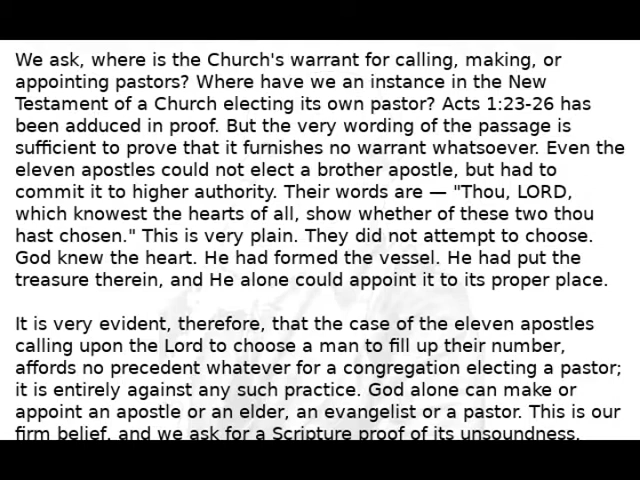 We ask, where is the Church's warrant for calling, making, or
appointing pastors? Where have we an instance in the New
Testament of a Church electing its own pastor? Acts 1:23-26 has
been adduced in proof. But the very wording of the passage is
sufficient to prove that it furnishes no warrant whatsoever. Even the
eleven apostles could not elect a brother apostle, but had to
commit it to higher authority. Their words are — "Thou, LORD,
which knowest the hearts of all, show whether of these two thou
hast chosen." This is very plain. They did not attempt to choose.
God knew the heart. He had formed the vessel. He had put the
treasure therein, and He alone could appoint it to its proper place.
It is very evident, therefore, that the case of the eleven apostles
calling upon the Lord to choose a man to fill up their number,
affords no precedent whatever for a congregation electing a pastor;
it is entirely against any such practice. God alone can make or
appoint an apostle or an elder, an evangelist or a pastor. This is our
firm belief, and we ask for a Scripture proof of its unsoundness.